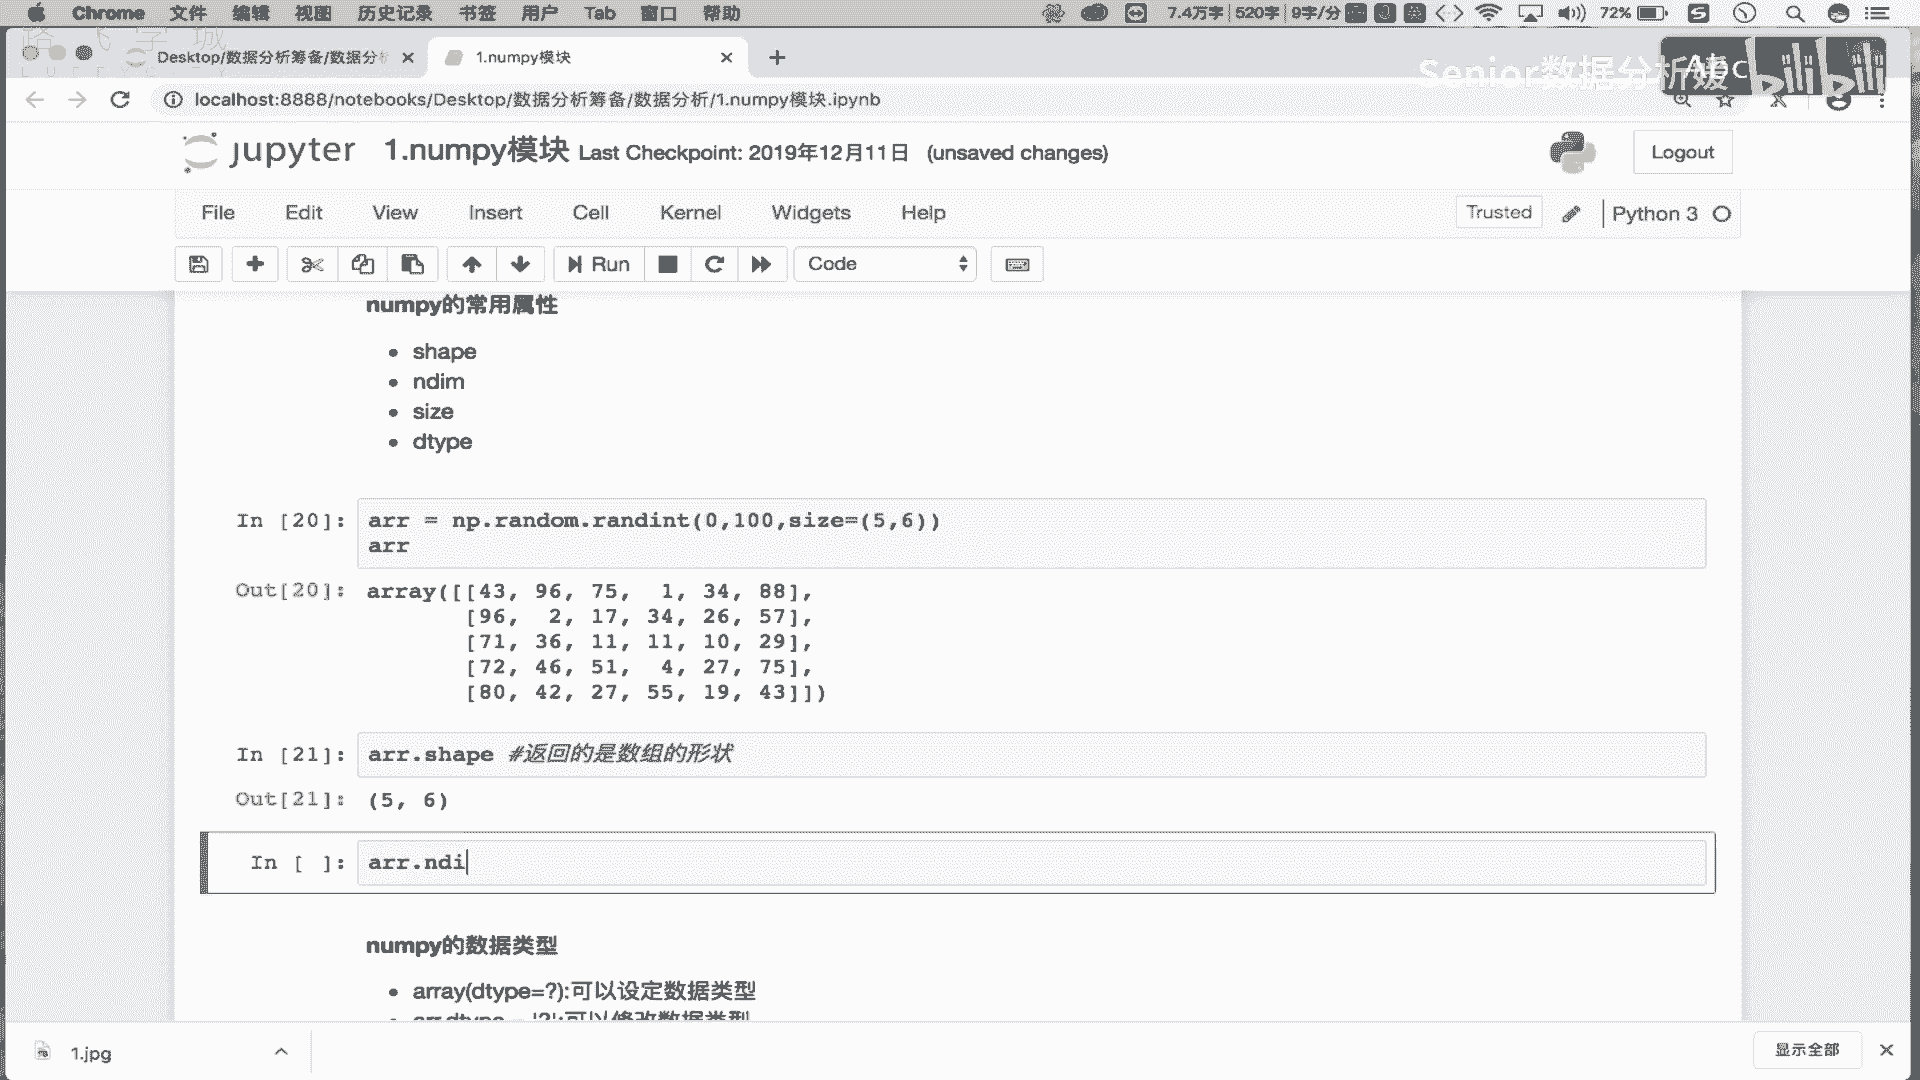 Chrome 文件 编辑 视图 历史记录 书签 用户 Tab 窗口 帮助 7.4万字 520字 9字/分 72%
Desktop/数据分析筹备/数据分析 1.numpy模块
Senior数据分析媛 Abc bilibili
localhost:8888/notebooks/Desktop/数据分析筹备/数据分析/1.numpy模块.ipynb
jupyter 1.numpy模块 Last Checkpoint: 2019年12月11日 (unsaved changes) Logout
File Edit View Insert Cell Kernel Widgets Help Trusted Python 3
Run Code
numpy的常用属性
shape
ndim
size
dtype
In [20]: arr = np.random.randint(0,100,size=(5,6))
arr
Out[20]: array([[43, 96, 75,  1, 34, 88],
[96,  2, 17, 34, 26, 57],
[71, 36, 11, 11, 10, 29],
[72, 46, 51,  4, 27, 75],
[80, 42, 27, 55, 19, 43]])
In [21]: arr.shape #返回的是数组的形状
Out[21]: (5, 6)
In [ ]: arr.ndi
numpy的数据类型
array(dtype=?):可以设定数据类型
arr.dtype = '?':可以修改数据类型
1.jpg 显示全部